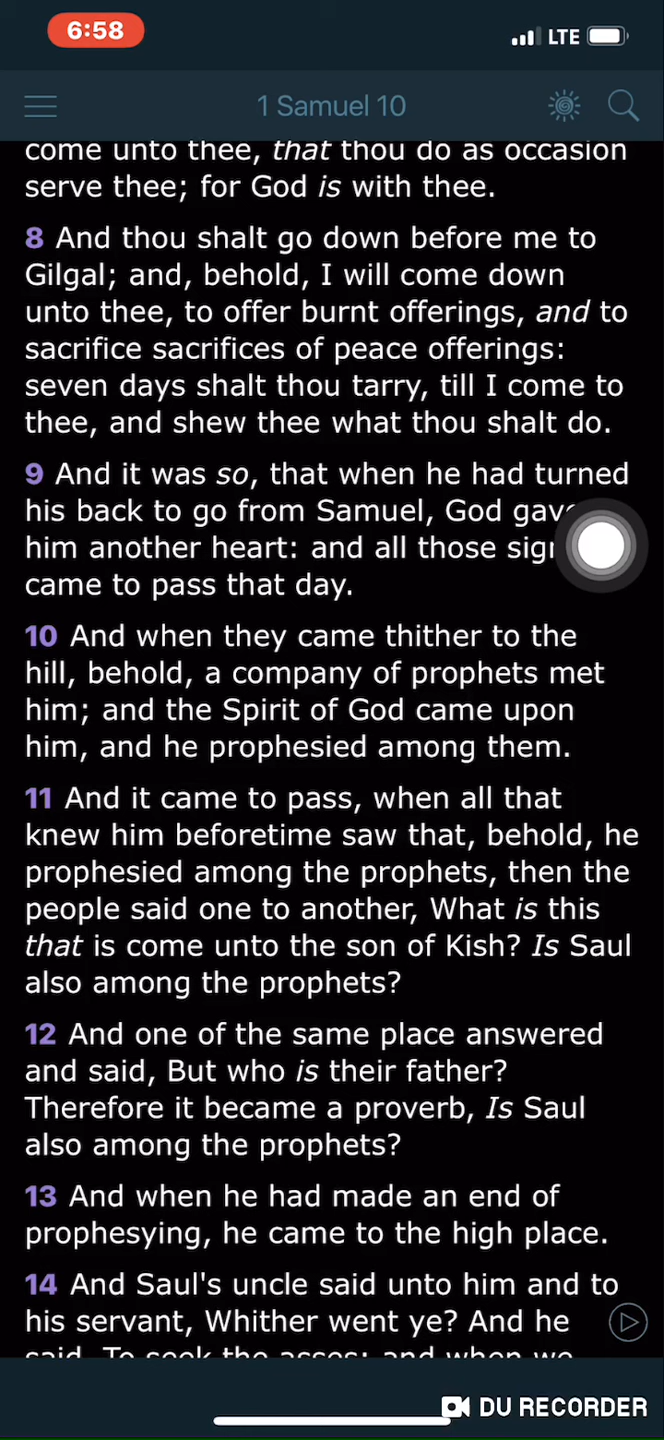 6:58
LTE
1 Samuel 10
come unto thee, that thou do as occasion
serve thee; for God is with thee.
8 And thou shalt go down before me to
Gilgal; and, behold, I will come down
unto thee, to offer burnt offerings, and to
sacrifice sacrifices of peace offerings:
seven days shalt thou tarry, till I come to
thee, and shew thee what thou shalt do.
9 And it was so, that when he had turned
his back to go from Samuel, God gave
him another heart: and all those
came to pass that day.
10 And when they came thither to the
hill, behold, a company of prophets met
him; and the Spirit of God came upon
him, and he prophesied among them.
11 And it came to pass, when all that
knew him beforetime saw that, behold, he
prophesied among the prophets, then the
people said one to another, What is this
that is come unto the son of Kish? Is Saul
also among the prophets?
12 And one of the same place answered
and said, But who is their father?
Therefore it became a proverb, Is Saul
also among the prophets?
13 And when he had made an end of
prophesying, he came to the high place.
14 And Saul's uncle said unto him and to
his servant, Whither went ye? And he
said, To seek the asses: and when we
DU RECORDER